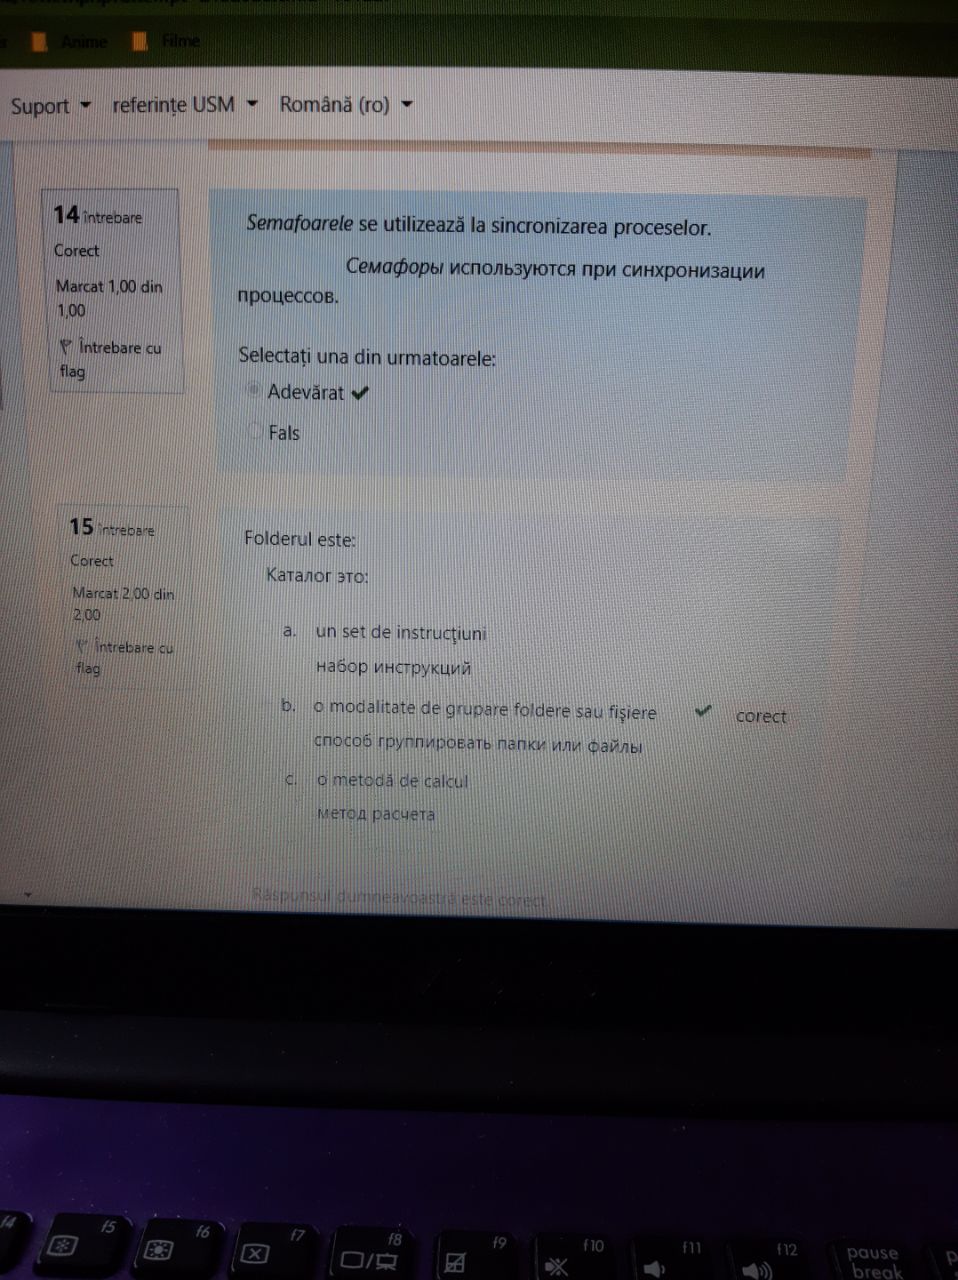 Anime Filme
Suport referințe USM Română (ro)
14 întrebare
Corect
Marcat 1,00 din
1,00
Întrebare cu
flag
Semafoarele se utilizează la sincronizarea proceselor.
Семафоры используются при синхронизации
процессов.
Selectați una din urmatoarele:
Adevărat
Fals
15 întrebare
Corect
Marcat 2,00 din
2,00
Întrebare cu
flag
Folderul este:
Каталог это:
a. un set de instrucţiuni
набор инструкций
b. o modalitate de grupare foldere sau fişiere corect
способ группировать папки или файлы
c. o metodă de calcul
метод расчета
Răspunsul dumneavoastră este corect
f4 f5 f6 f7 f8 f9 f10 f11 f12 pause
break